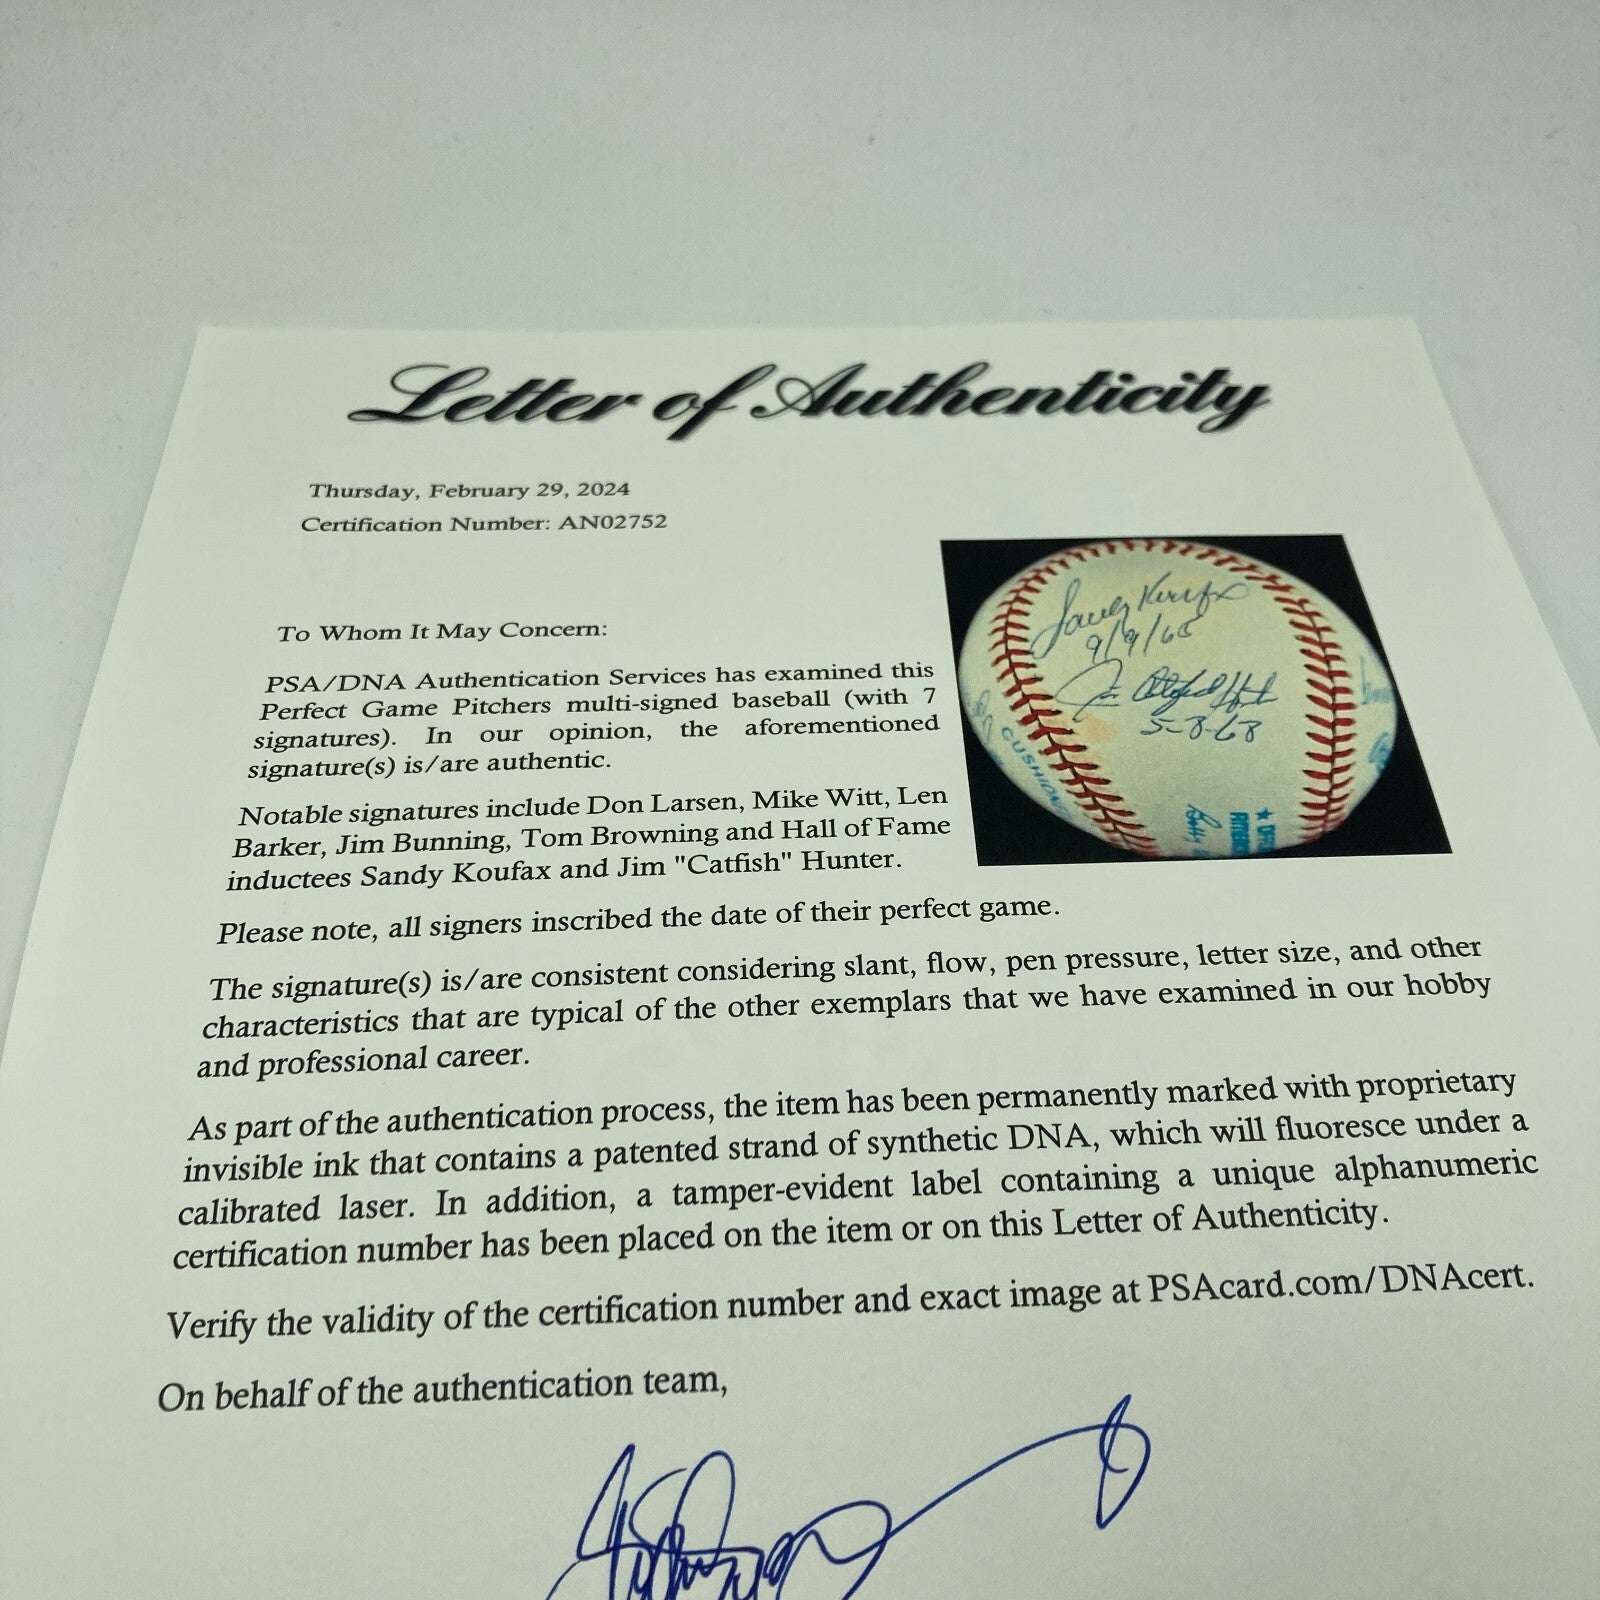 Letter of Authenticity
Thursday, February 29, 2024
Certification Number: AN02752
To Whom It May Concern:
PSA/DNA Authentication Services has examined this
Perfect Game Pitchers multi-signed baseball (with 7
signatures). In our opinion, the aforementioned
signature(s) is/are authentic.
Notable signatures include Don Larsen, Mike Witt, Len
Barker, Jim Bunning, Tom Browning and Hall of Fame
inductees Sandy Koufax and Jim "Catfish" Hunter.
Please note, all signers inscribed the date of their perfect game.
The signature(s) is/are consistent considering slant, flow, pen pressure, letter size, and other
characteristics that are typical of the other exemplars that we have examined in our hobby
and professional career.
As part of the authentication process, the item has been permanently marked with proprietary
invisible ink that contains a patented strand of synthetic DNA, which will fluoresce under a
calibrated laser. In addition, a tamper-evident label containing a unique alphanumeric
certification number has been placed on the item or on this Letter of Authenticity.
Verify the validity of the certification number and exact image at PSAcard.com/DNAcert.
On behalf of the authentication team,
Sandy Koufax
9/9/65
Jim Catfish Hunter
5-8-68
CUSHION